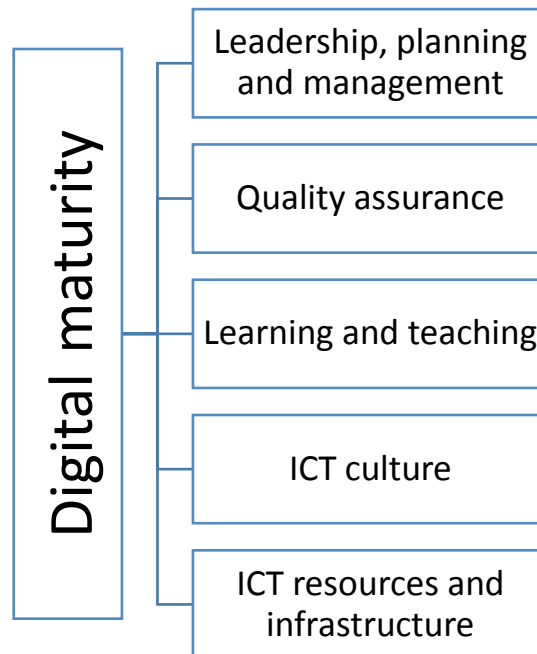 Digital maturity
Leadership, planning
and management
Quality assurance
Learning and teaching
ICT culture
ICT resources and
infrastructure